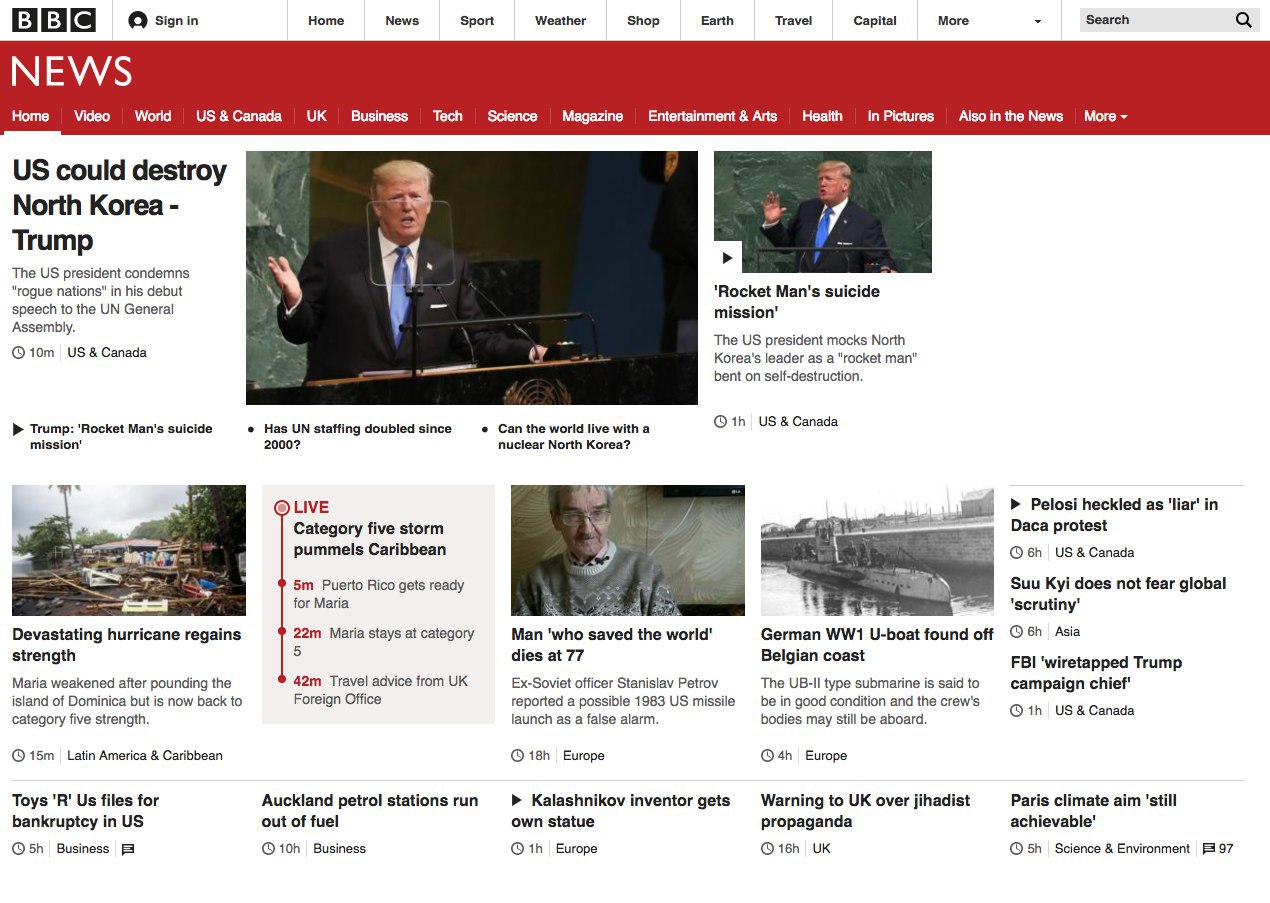 BBC Sign in Home News Sport Weather Shop Earth Travel Capital More Search
NEWS
Home Video World US & Canada UK Business Tech Science Magazine Entertainment & Arts Health In Pictures Also in the News More
US could destroy
North Korea -
Trump
The US president condemns
"rogue nations" in his debut
speech to the UN General
Assembly.
10m US & Canada
'Rocket Man's suicide
mission'
The US president mocks North
Korea's leader as a "rocket man"
bent on self-destruction.
1h US & Canada
Trump: 'Rocket Man's suicide
mission'
Has UN staffing doubled since
2000?
Can the world live with a
nuclear North Korea?
Devastating hurricane regains
strength
Maria weakened after pounding the
island of Dominica but is now back to
category five strength.
15m Latin America & Caribbean
LIVE
Category five storm
pummels Caribbean
5m Puerto Rico gets ready
for Maria
22m Maria stays at category
5
42m Travel advice from UK
Foreign Office
Man 'who saved the world'
dies at 77
Ex-Soviet officer Stanislav Petrov
reported a possible 1983 US missile
launch as a false alarm.
18h Europe
German WW1 U-boat found off
Belgian coast
The UB-II type submarine is said to
be in good condition and the crew's
bodies may still be aboard.
4h Europe
Pelosi heckled as 'liar' in
Daca protest
6h US & Canada
Suu Kyi does not fear global
'scrutiny'
6h Asia
FBI 'wiretapped Trump
campaign chief'
1h US & Canada
Toys 'R' Us files for
bankruptcy in US
5h Business
Auckland petrol stations run
out of fuel
10h Business
Kalashnikov inventor gets
own statue
1h Europe
Warning to UK over jihadist
propaganda
16h UK
Paris climate aim 'still
achievable'
5h Science & Environment 97